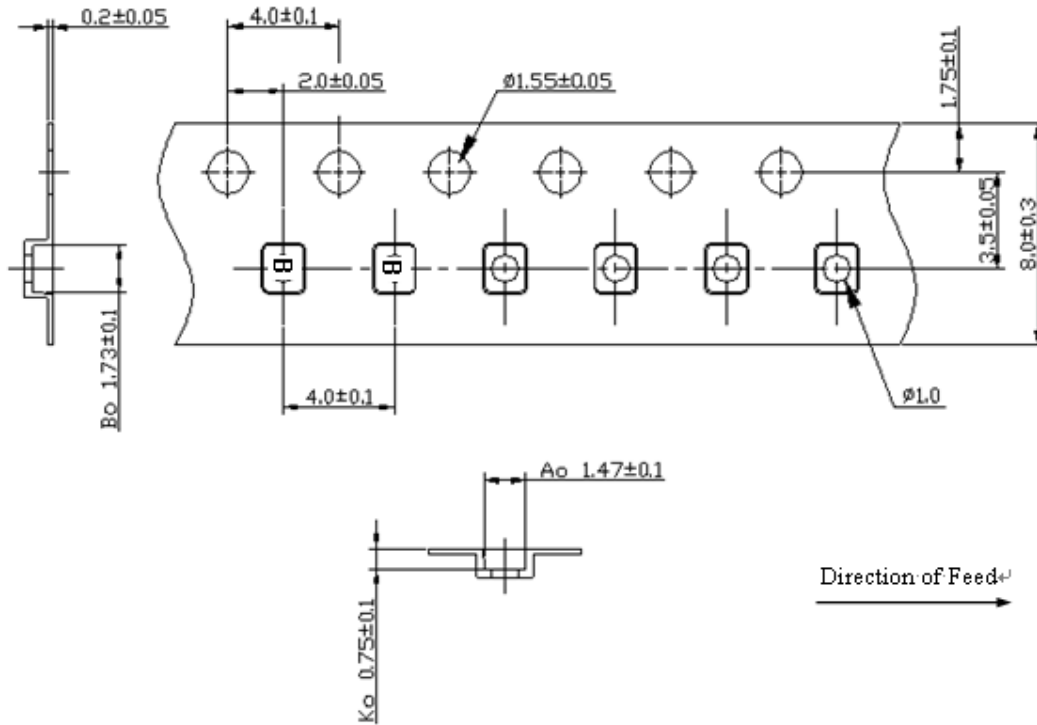 0.2±0.05
4.0±0.1
2.0±0.05
ø1.55±0.05
1.75±0.1
3.5±0.05
8.0±0.3
B
B
Bo 1.73±0.1
4.0±0.1
ø1.0
Ao 1.47±0.1
Ko 0.75±0.1
Direction·of·Feed↵